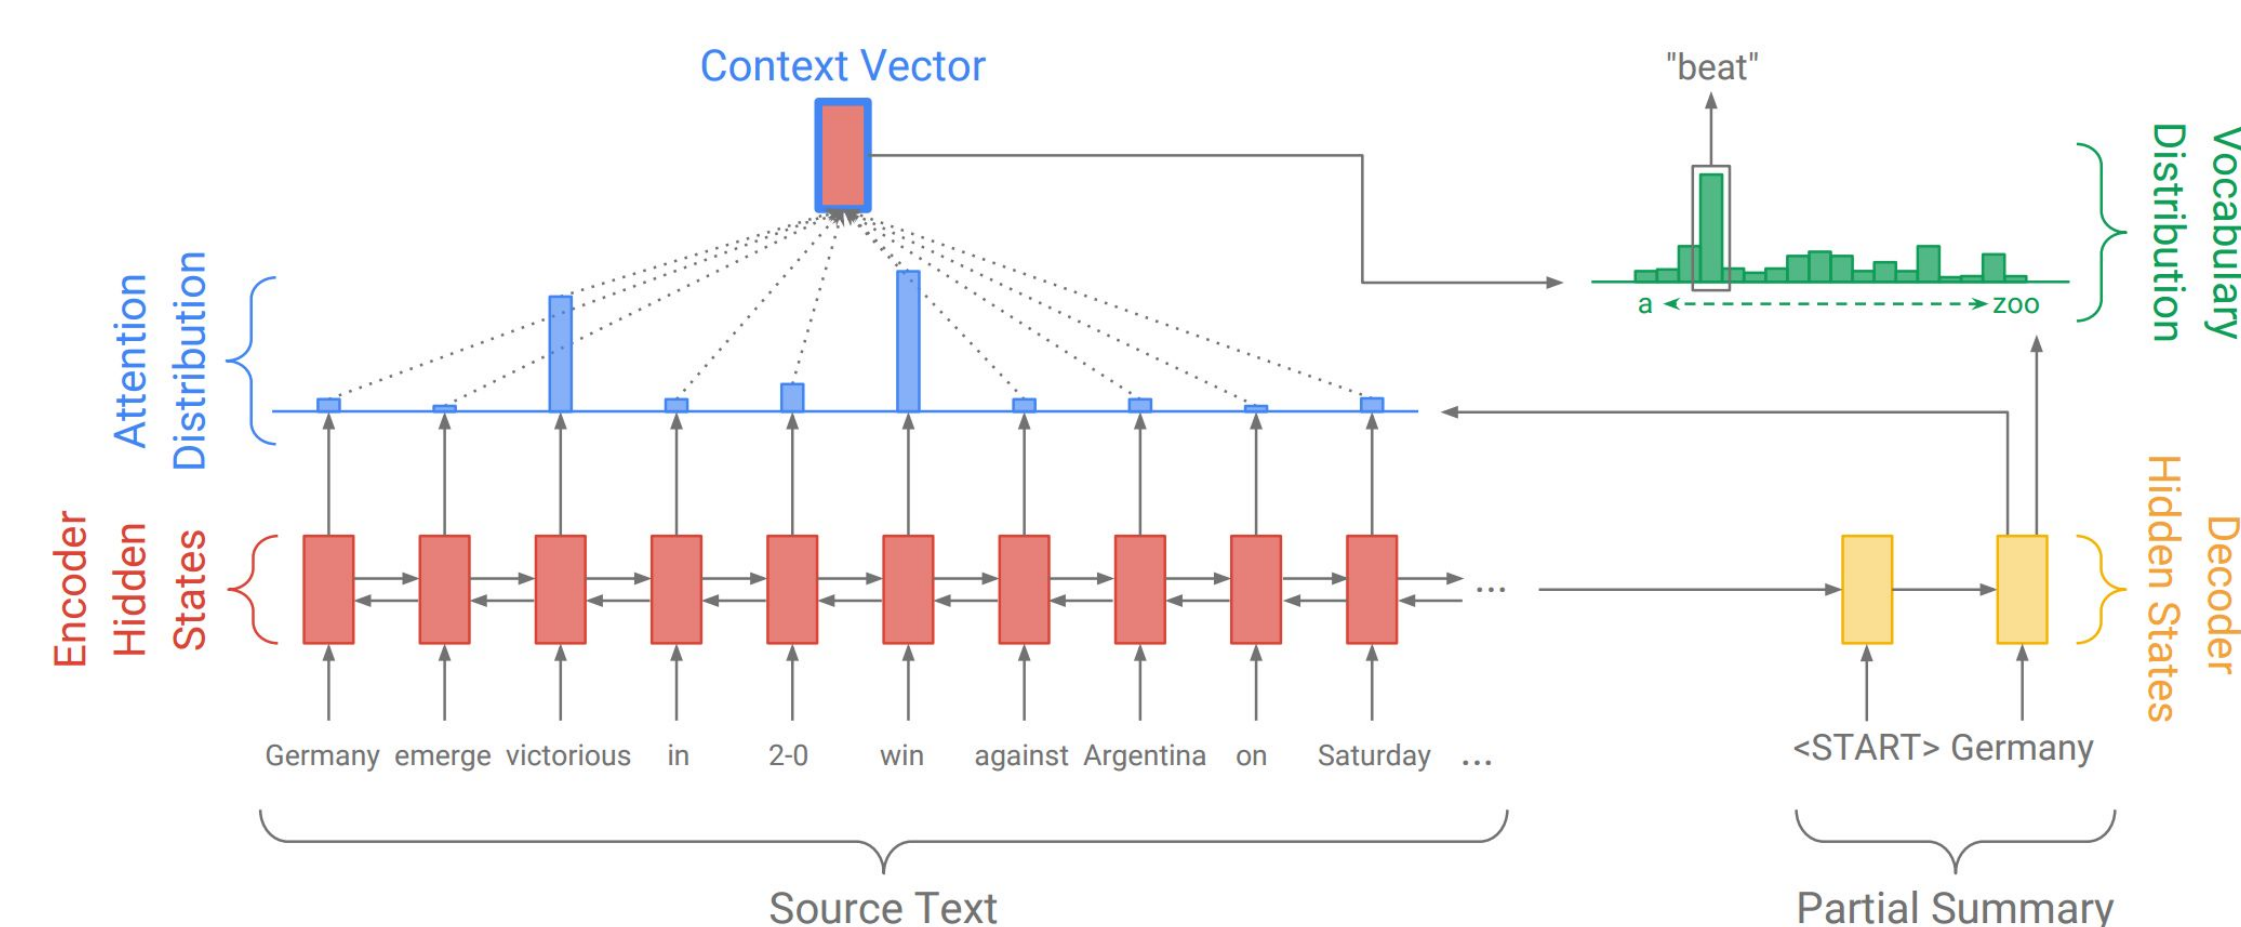 Context Vector
"beat"
Vocabulary
Distribution
a
zoo
Attention
Distribution
Encoder
Hidden
States
Decoder
Hidden States
Germany emerge victorious in 2-0 win against Argentina on Saturday ...
...
<START> Germany
Source Text
Partial Summary